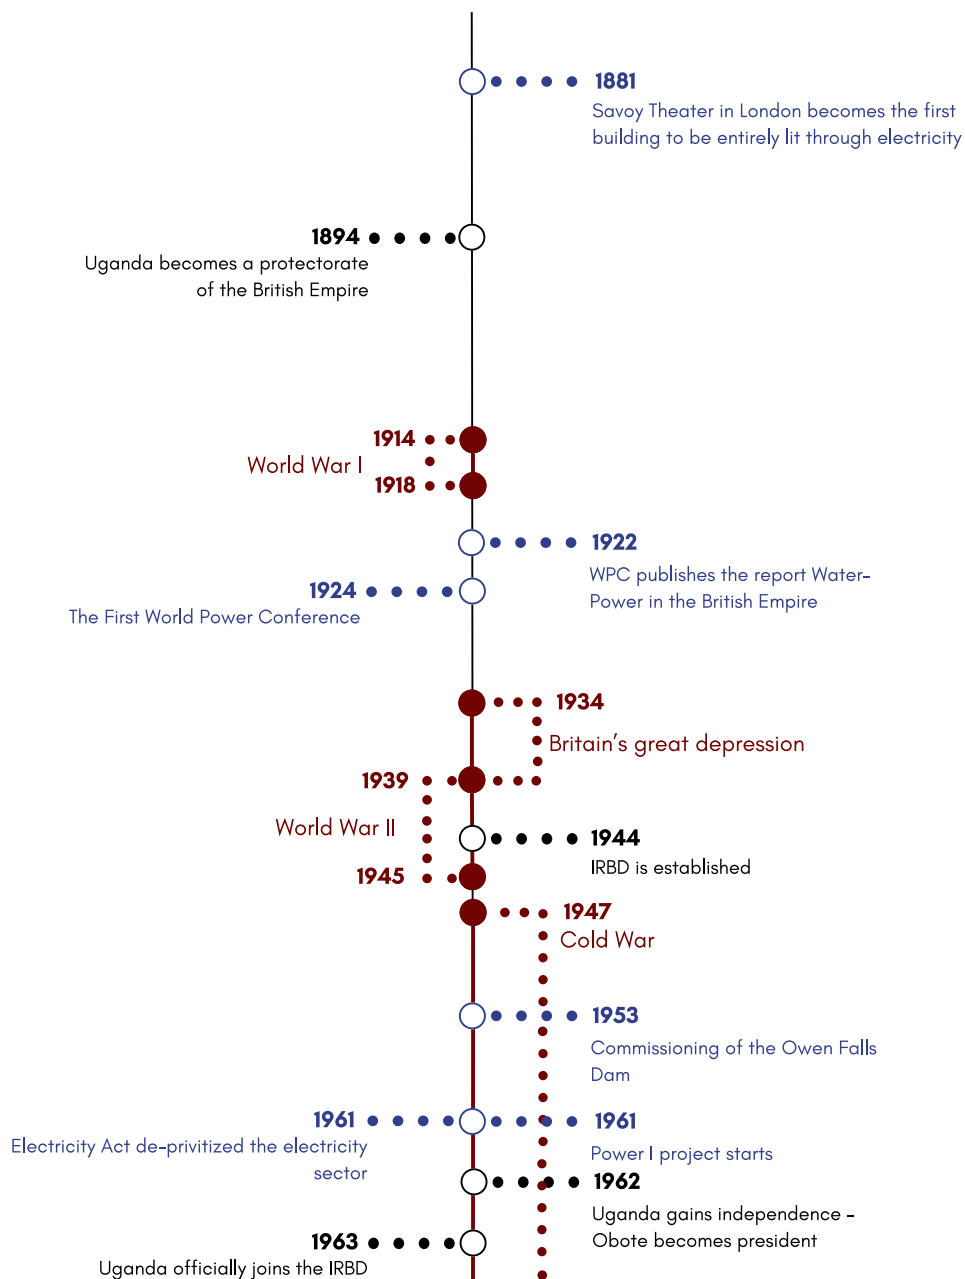 1881
Savoy Theater in London becomes the first
building to be entirely lit through electricity
1894
Uganda becomes a protectorate
of the British Empire
1914
World War I
1918
1922
WPC publishes the report Water-
Power in the British Empire
1924
The First World Power Conference
1934
Britain's great depression
1939
World War II
1944
IRBD is established
1945
1947
Cold War
1953
Commissioning of the Owen Falls
Dam
1961
Electricity Act de-privitized the electricity
sector
1961
Power I project starts
1962
Uganda gains independence -
Obote becomes president
1963
Uganda officially joins the IRBD